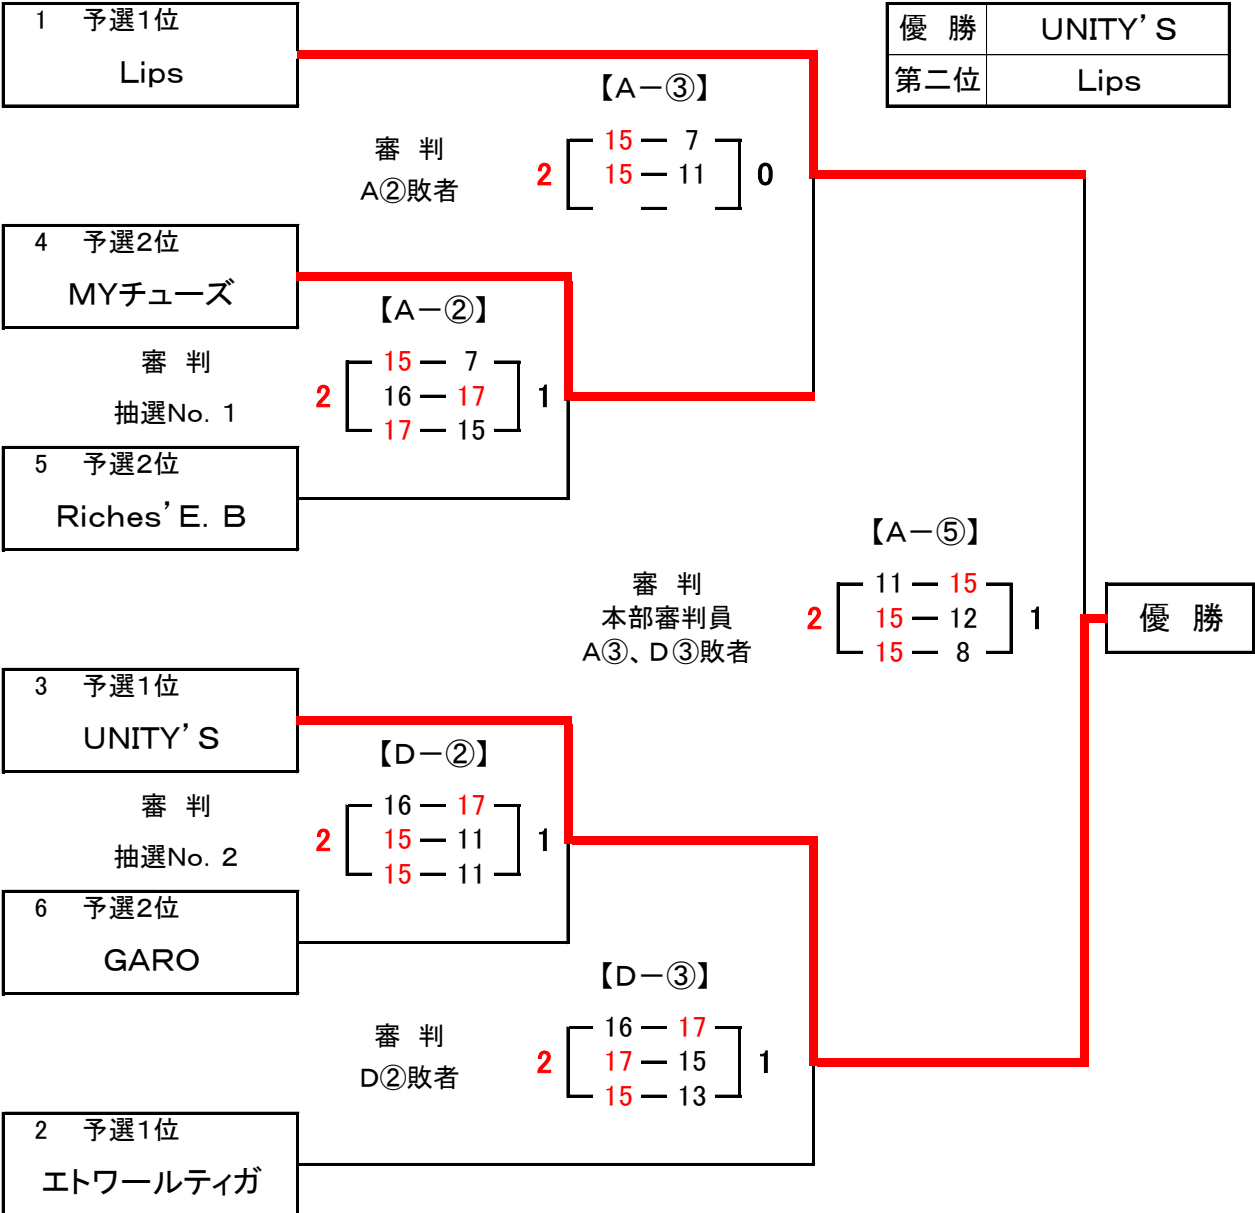 1 予選1位
Lips
優 勝 UNITY'S
第二位 Lips
【A－③】
審 判
A②敗者
2 15 － 7 0
15 － 11
－
4 予選2位
MYチューズ
【A－②】
審 判
抽選No. 1
2 15 － 7 1
16 － 17
17 － 15
5 予選2位
Riches'E. B
【A－⑤】
審 判
本部審判員
A③、D③敗者
2 11 － 15 1
15 － 12
15 － 8
優 勝
3 予選1位
UNITY'S
【D－②】
審 判
抽選No. 2
2 16 － 17 1
15 － 11
15 － 11
6 予選2位
GARO
【D－③】
審 判
D②敗者
2 16 － 17 1
17 － 15
15 － 13
2 予選1位
エトワールティガ